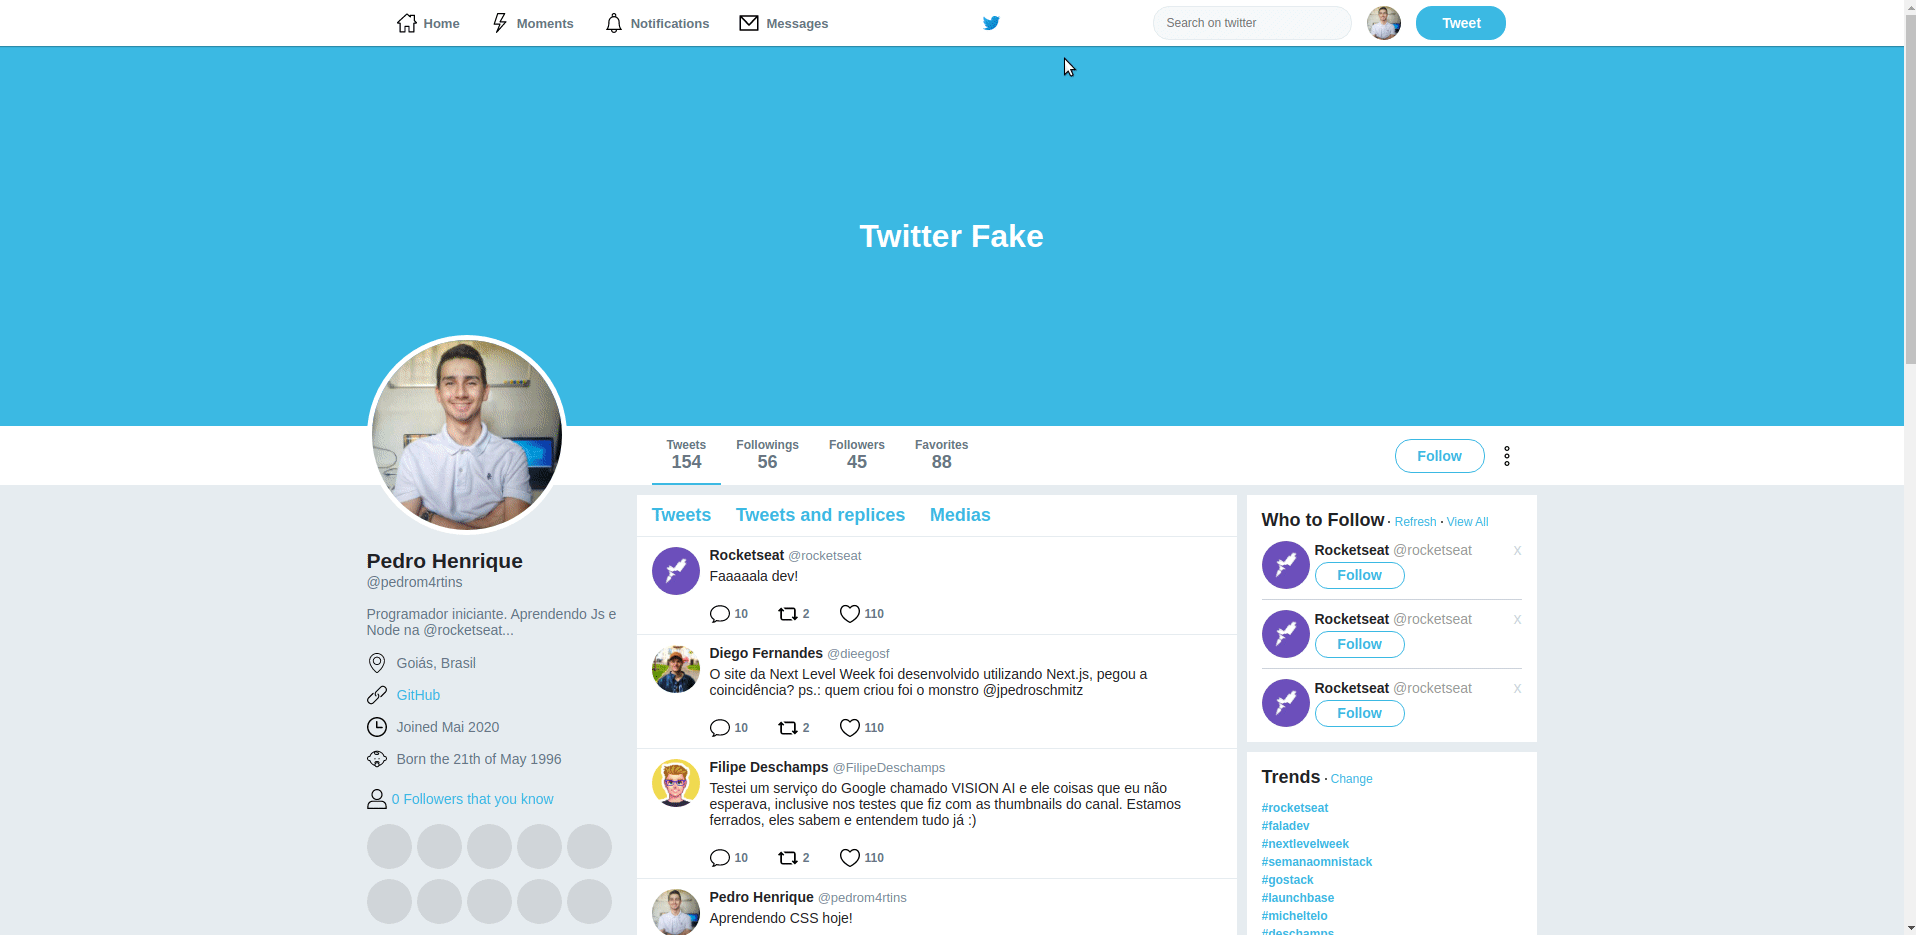 Home
Moments
Notifications
Messages
Search on twitter
Tweet
Twitter Fake
Tweets
154
Followings
56
Followers
45
Favorites
88
Follow
Pedro Henrique
@pedrom4rtins
Programador iniciante. Aprendendo Js e
Node na @rocketseat...
Goiás, Brasil
GitHub
Joined Mai 2020
Born the 21th of May 1996
0 Followers that you know
Tweets Tweets and replices Medias
Rocketseat @rocketseat
Faaaaala dev!
10 2 110
Diego Fernandes @dieegosf
O site da Next Level Week foi desenvolvido utilizando Next.js, pegou a
coincidência? ps.: quem criou foi o monstro @jpedroschmitz
10 2 110
Filipe Deschamps @FilipeDeschamps
Testei um serviço do Google chamado VISION AI e ele coisas que eu não
esperava, inclusive nos testes que fiz com as thumbnails do canal. Estamos
ferrados, eles sabem e entendem tudo já :)
10 2 110
Pedro Henrique @pedrom4rtins
Aprendendo CSS hoje!
Who to Follow · Refresh · View All
Rocketseat @rocketseat X
Follow
Rocketseat @rocketseat X
Follow
Rocketseat @rocketseat X
Follow
Trends · Change
#rocketseat
#faladev
#nextlevelweek
#semanaomnistack
#gostack
#launchbase
#micheltelo
#deschamps